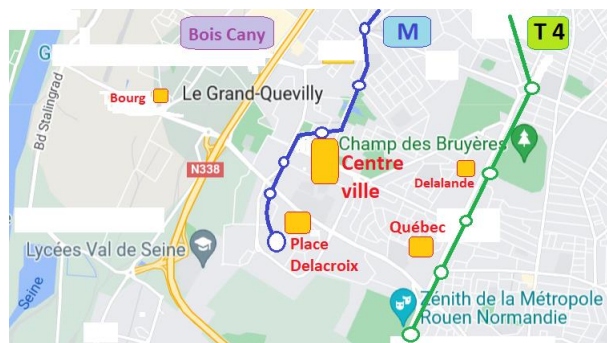 Bois Cany
M
T 4
G
Bd Stalingrad
Bourg
Le Grand-Quevilly
Champ des Bruyères
N338
Centre
ville
Delalande
Québec
Place
Delacroix
Lycées Val de Seine
Seine
Zénith de la Métropole
Rouen Normandie